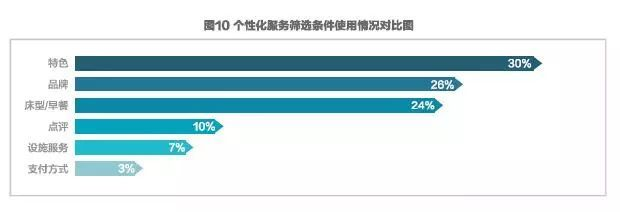 图10 个性化服务筛选条件使用情况对比图
特色 30%
品牌 26%
床型/早餐 24%
点评 10%
设施服务 7%
支付方式 3%